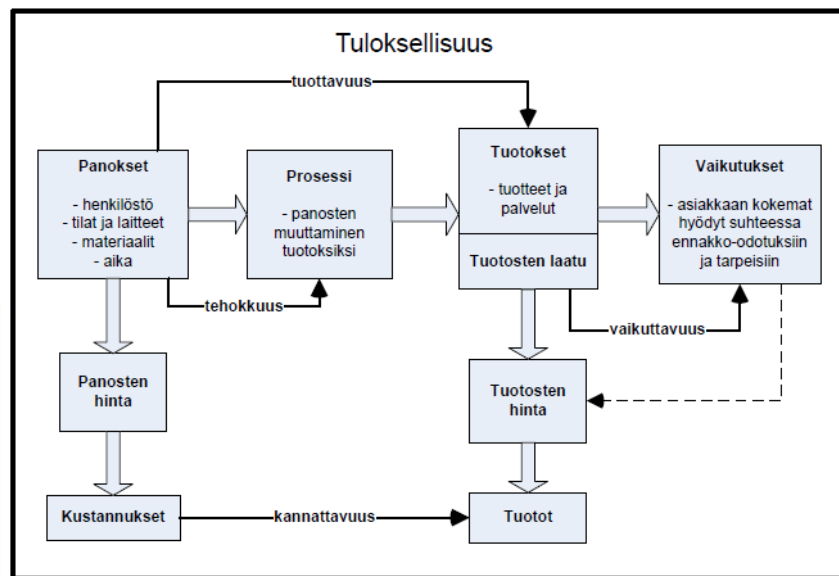 Tuloksellisuus
tuottavuus
Panokset
- henkilöstö
- tilat ja laitteet
- materiaalit
- aika
Prosessi
- panosten
muuttaminen
tuotoksiksi
Tuotokset
- tuotteet ja
palvelut
Tuotosten laatu
Vaikutukset
- asiakkaan kokemat
hyödyt suhteessa
ennakko-odotuksiin
ja tarpeisiin
tehokkuus
vaikuttavuus
Panosten
hinta
Tuotosten
hinta
Kustannukset
kannattavuus
Tuotot